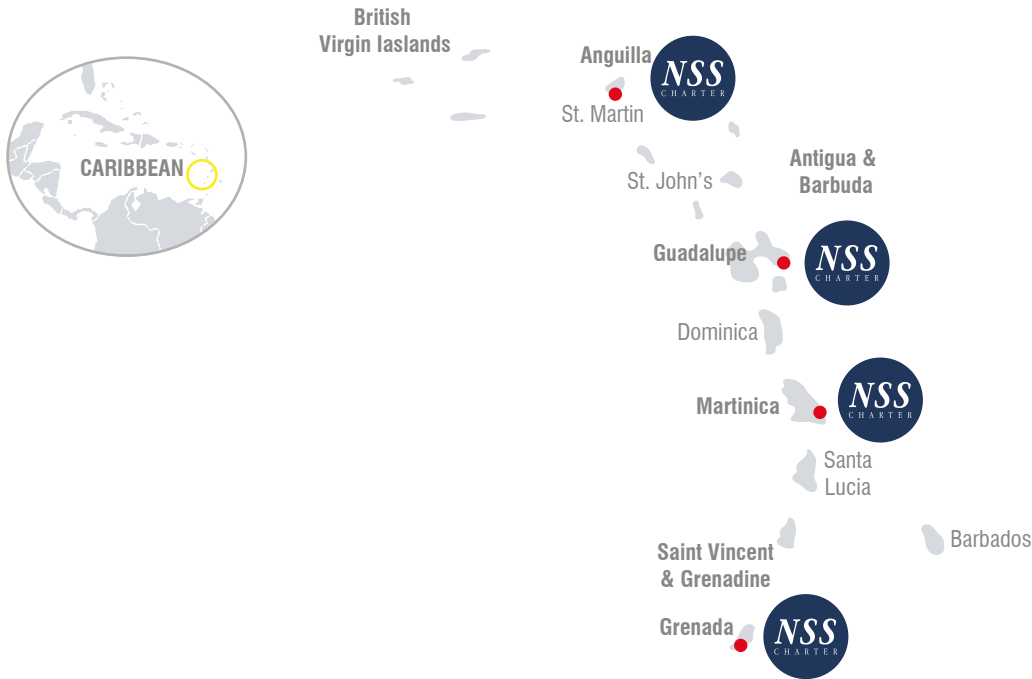 British
Virgin Iaslands
Anguilla
NSS
CHARTER
St. Martin
CARIBBEAN
St. John's
Antigua &
Barbuda
Guadalupe
NSS
CHARTER
Dominica
Martinica
NSS
CHARTER
Santa
Lucia
Barbados
Saint Vincent
& Grenadine
Grenada
NSS
CHARTER